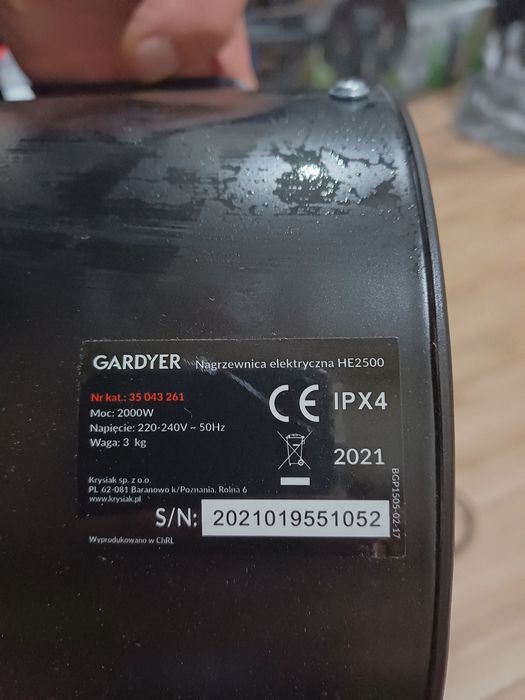 GARDYER Nagrzewnica elektryczna HE2500
Nr kat.: 35 043 261
Moc: 2000W
Napięcie: 220-240V ~ 50Hz
Waga: 3 kg
CE IPX4
2021
Krysiak sp. z o.o.
PL 62-081 Baranowo k/Poznania, Rolna 6
www.krysiak.pl
S/N: 2021019551052
Wyprodukowano w ChRL
BGP1505-02-17